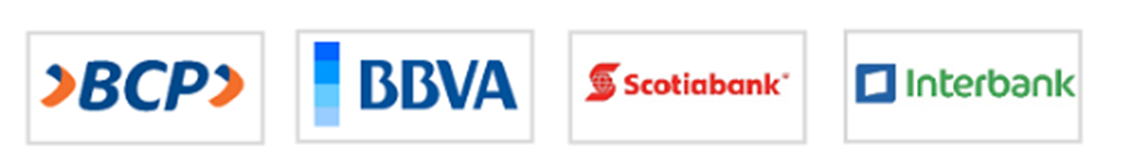 BCP
BBVA
Scotiabank
Interbank